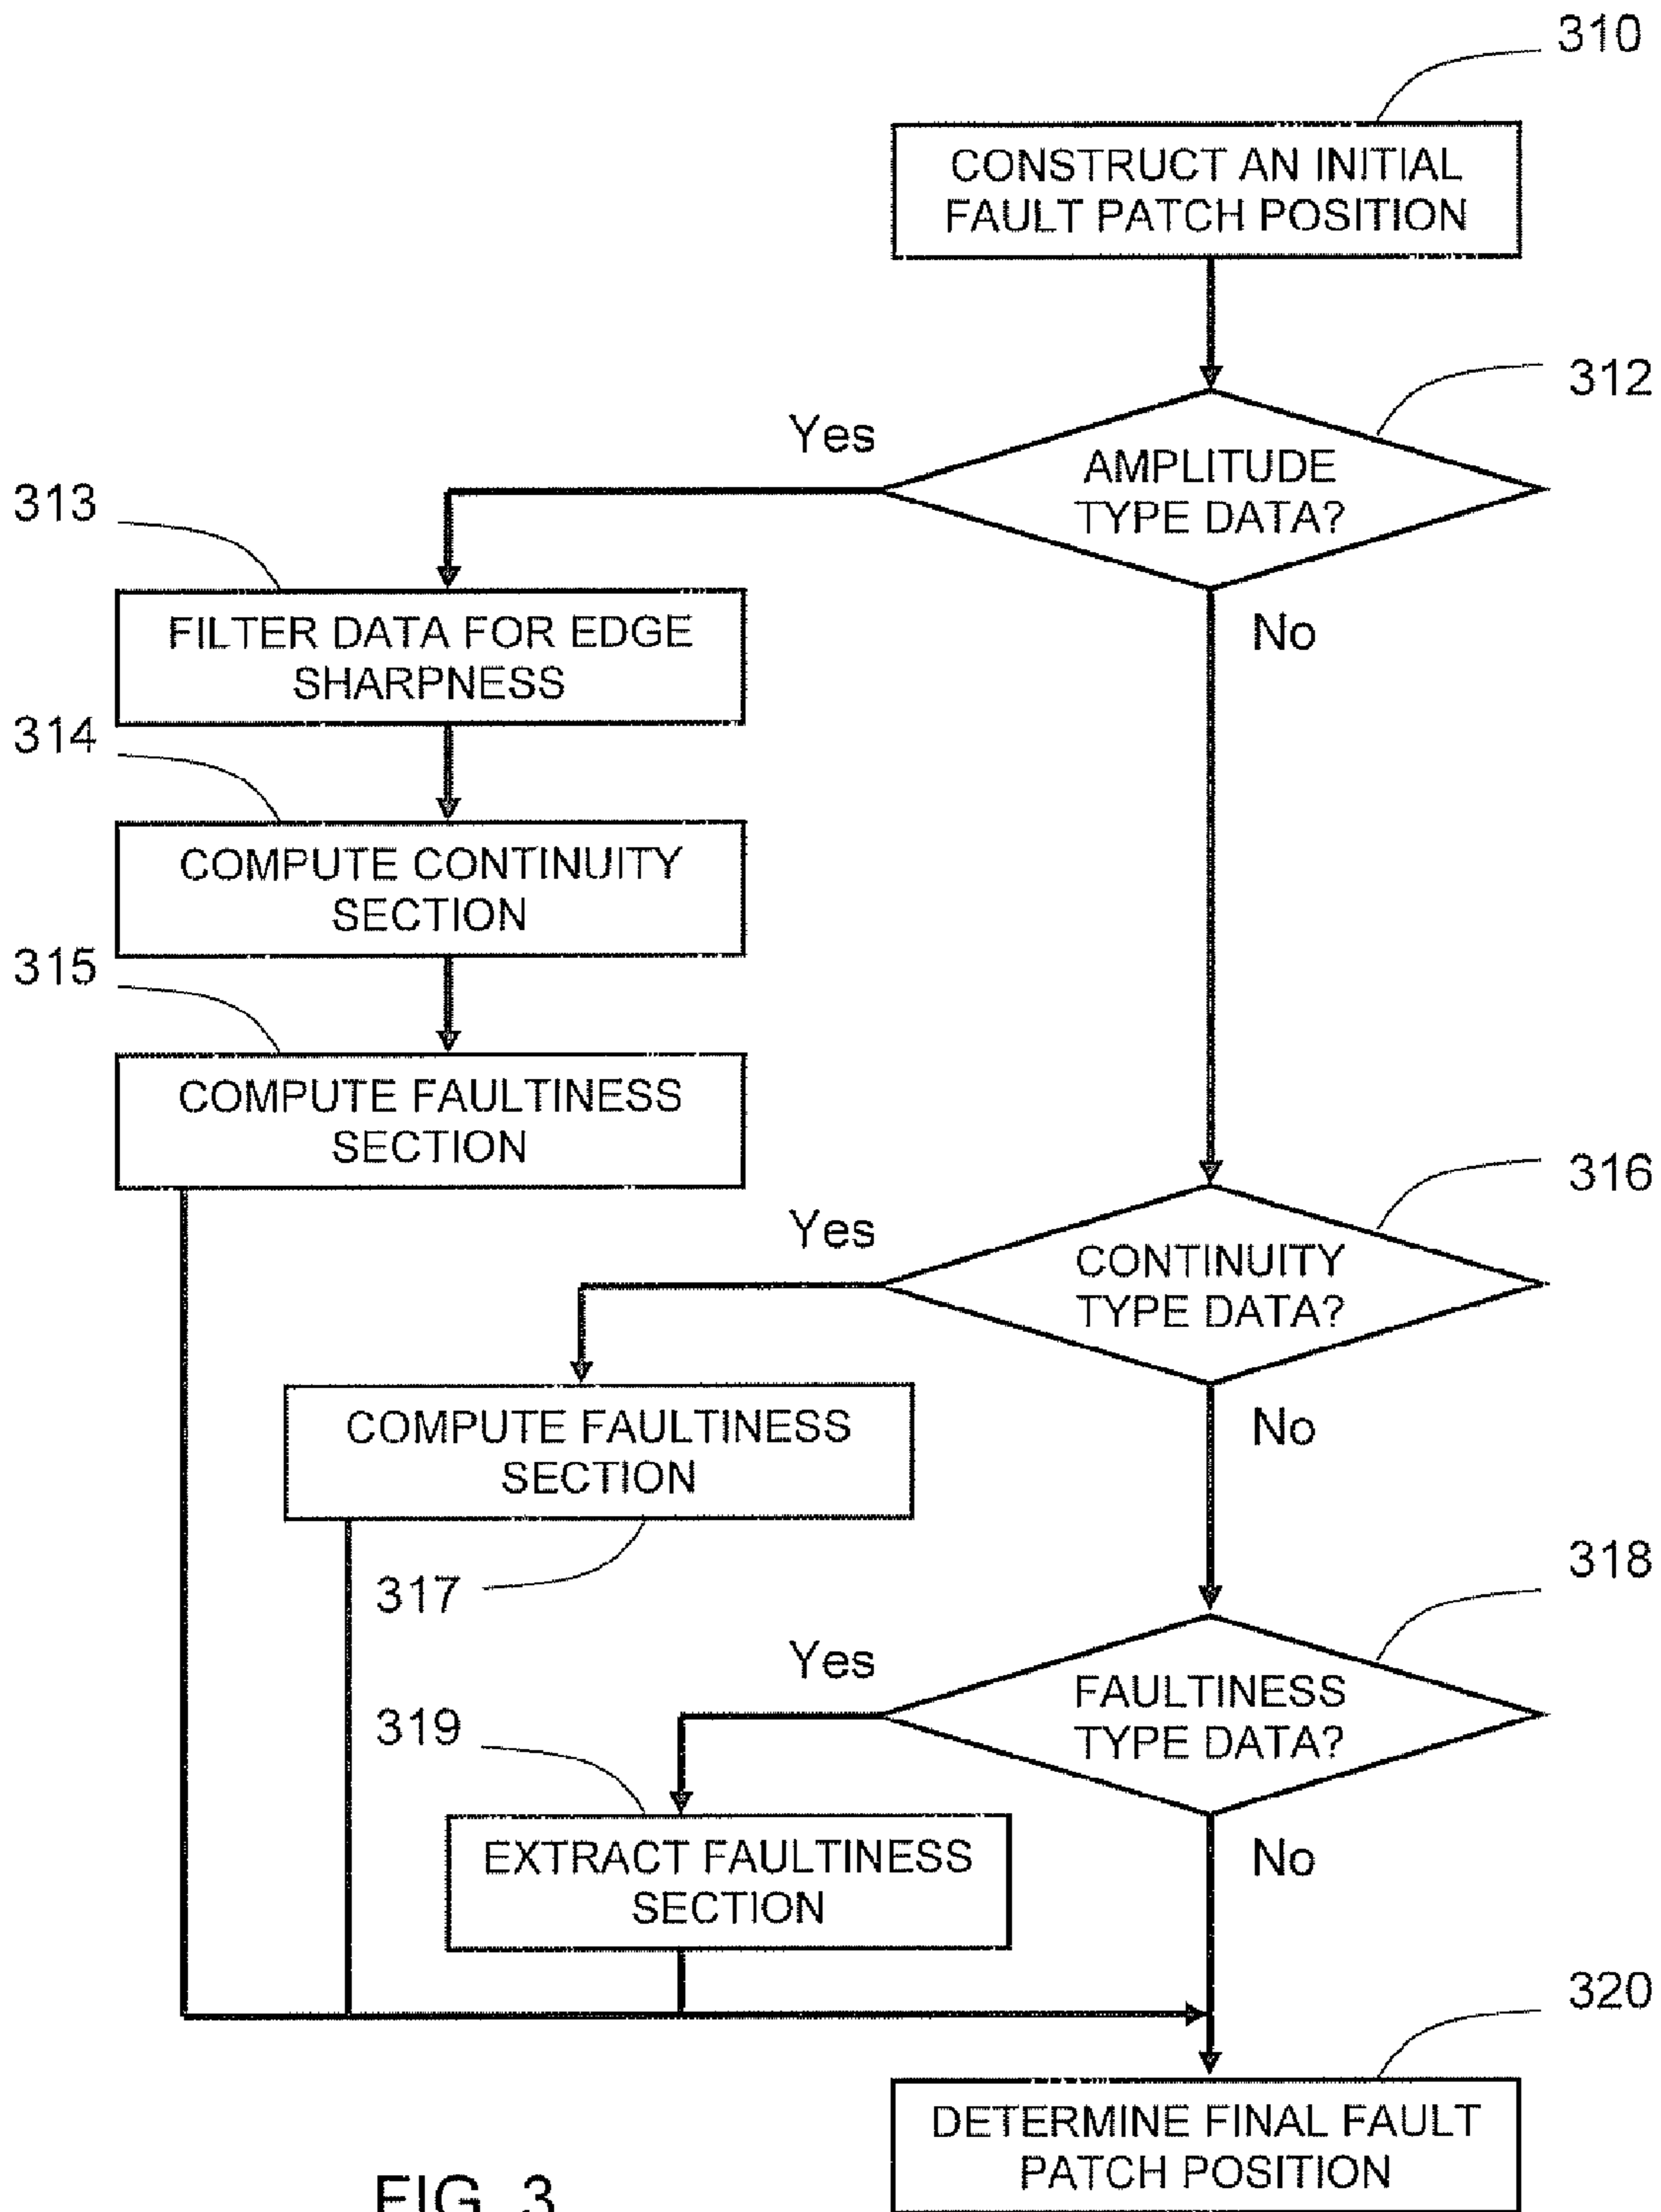 310
CONSTRUCT AN INITIAL
FAULT PATCH POSITION
312
Yes
AMPLITUDE
TYPE DATA?
313
No
FILTER DATA FOR EDGE
SHARPNESS
314
COMPUTE CONTINUITY
SECTION
315
COMPUTE FAULTINESS
SECTION
316
Yes
CONTINUITY
TYPE DATA?
COMPUTE FAULTINESS
SECTION
No
317
318
Yes
FAULTINESS
TYPE DATA?
319
EXTRACT FAULTINESS
SECTION
No
320
DETERMINE FINAL FAULT
PATCH POSITION
FIG. 3